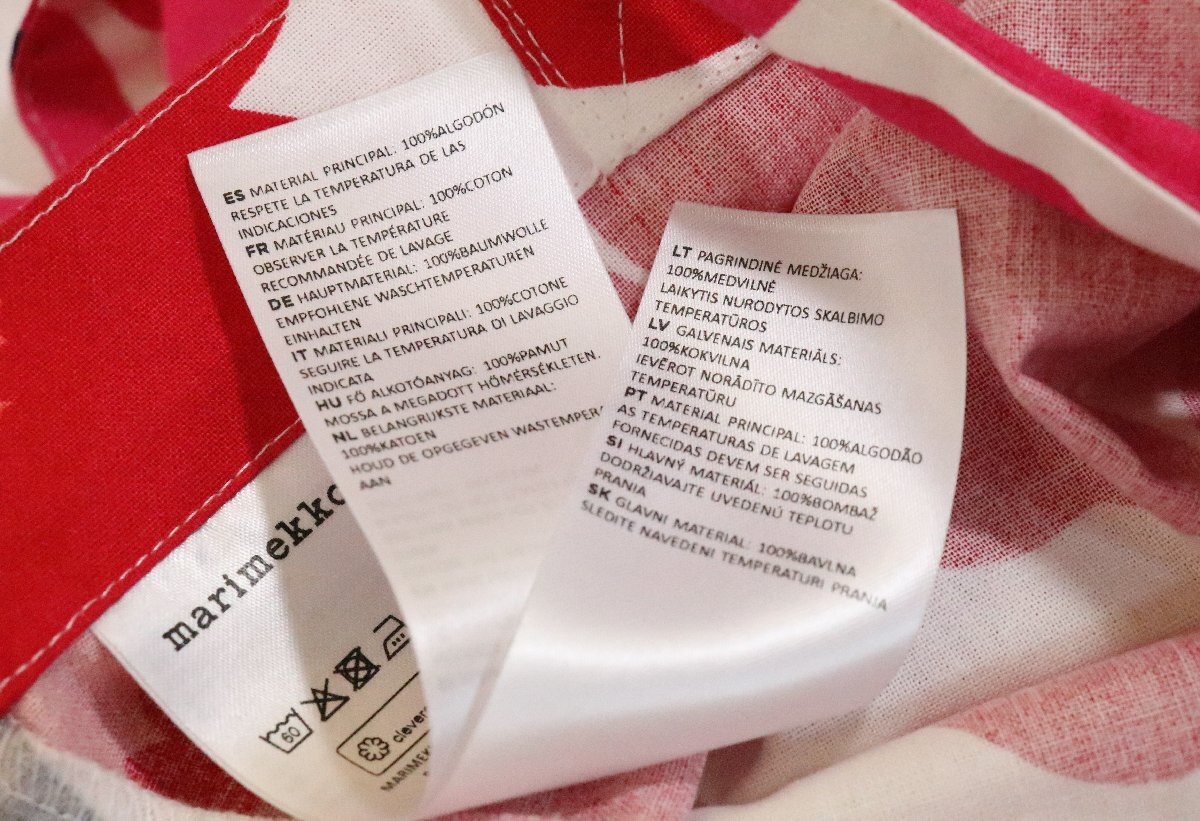 ES MATERIAL PRINCIPAL: 100%ALGODÓN
RESPETE LA TEMPERATURA DE LAS
INDICACIONES
FR MATÉRIAU PRINCIPAL: 100%COTON
OBSERVER LA TEMPÉRATURE
RECOMMANDÉE DE LAVAGE
DE HAUPTMATERIAL: 100%BAUMWOLLE
EMPFOHLENE WASCHTEMPERATUREN
EINHALTEN
IT MATERIALI PRINCIPALI: 100%COTONE
SEGUIRE LA TEMPERATURA DI LAVAGGIO
INDICATA
HU FŐ ALKOTÓANYAG: 100%PAMUT
MOSSA A MEGADOTT HŐMÉRSÉKLETEN.
NL BELANGRIJKSTE MATERIAAL:
100%KATOEN
HOUD DE OPGEGEVEN WASTEMPERA
AAN
LT PAGRINDINĖ MEDŽIAGA:
100%MEDVILNĖ
LAIKYTIS NURODYTOS SKALBIMO
TEMPERATŪROS
LV GALVENAIS MATERIĀLS:
100%KOKVILNA
IEVĒROT NORĀDĪTO MAZGĀŠANAS
TEMPERATŪRU
PT MATERIAL PRINCIPAL: 100%ALGODÃO
AS TEMPERATURAS DE LAVAGEM
FORNECIDAS DEVEM SER SEGUIDAS
SI HLAVNÝ MATERIÁL: 100%BOMBAŽ
DODRŽIAVAJTE UVEDENÚ TEPLOTU
PRANIA
SK GLAVNI MATERIAL: 100%BAVLNA
SLEDITE NAVEDENI TEMPERATURI PRANJA
marimekko
60
clever
MARIMEK